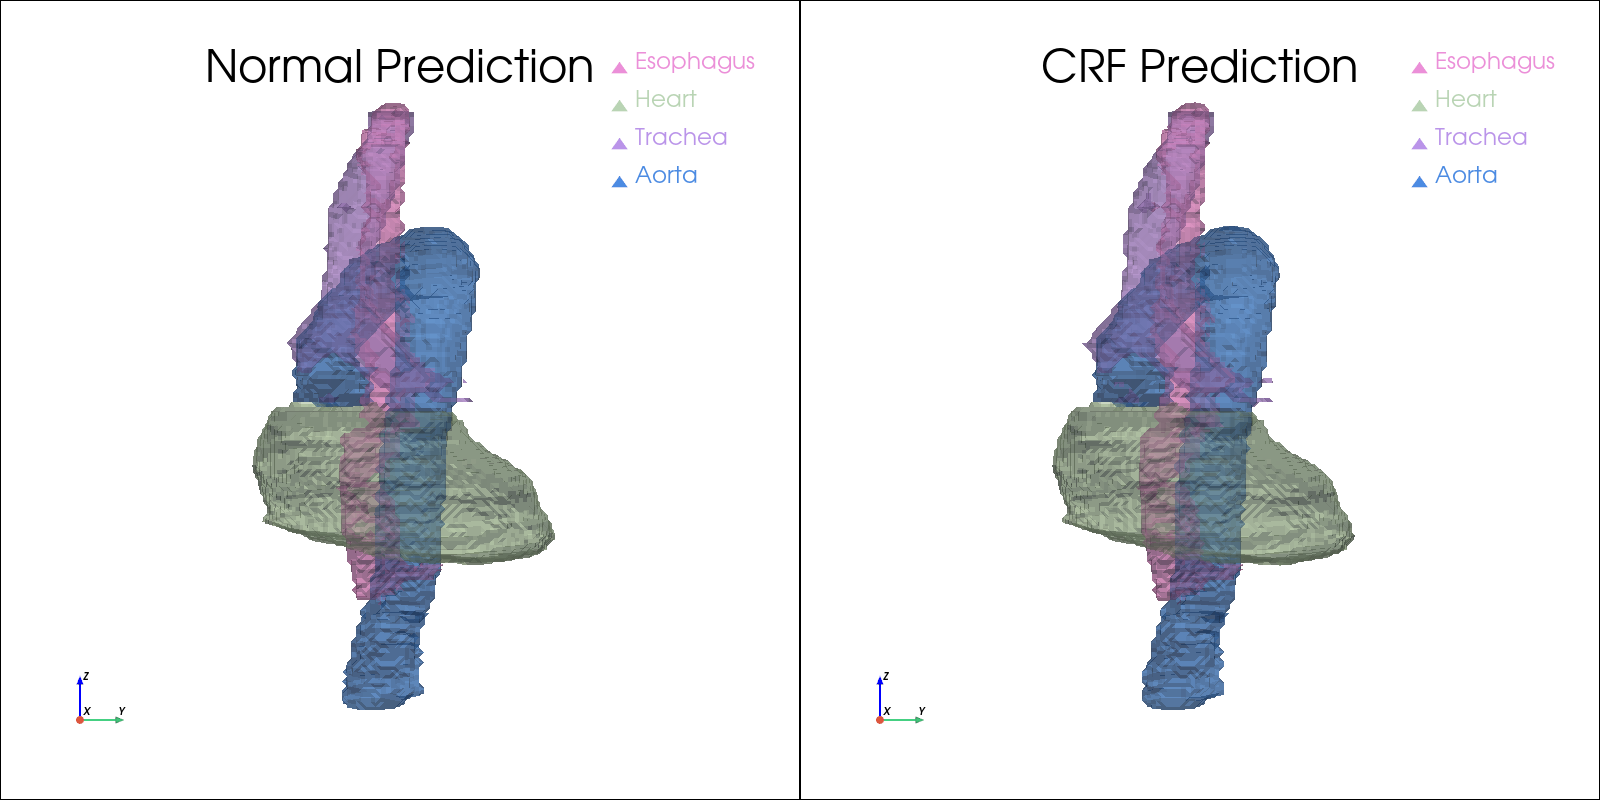 Normal Prediction
Esophagus
Heart
Trachea
Aorta
Z
X
Y
CRF Prediction
Esophagus
Heart
Trachea
Aorta
Z
X
Y